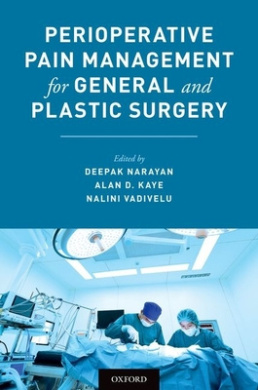 PERIOPERATIVE
PAIN MANAGEMENT
for GENERAL and
PLASTIC SURGERY
Edited by
DEEPAK NARAYAN
ALAN D. KAYE
NALINI VADIVELU
OXFORD